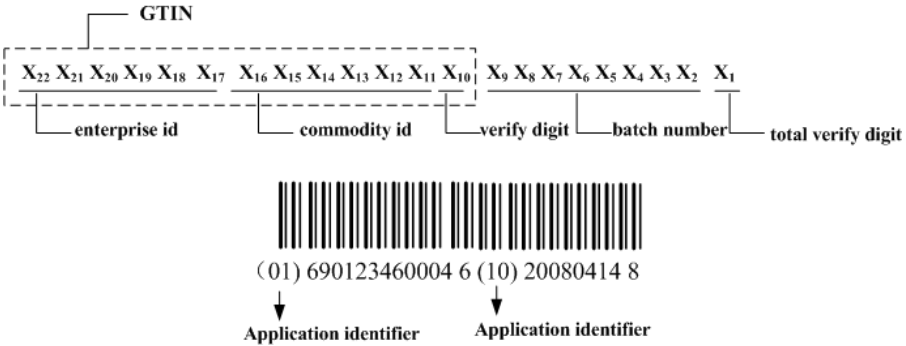 GTIN
X₂₂ X₂₁ X₂₀ X₁₉ X₁₈ X₁₇ X₁₆ X₁₅ X₁₄ X₁₃ X₁₂ X₁₁ X₁₀ X₉ X₈ X₇ X₆ X₅ X₄ X₃ X₂ X₁
enterprise id commodity id verify digit batch number total verify digit
(01) 690123460004 6 (10) 20080414 8
Application identifier Application identifier